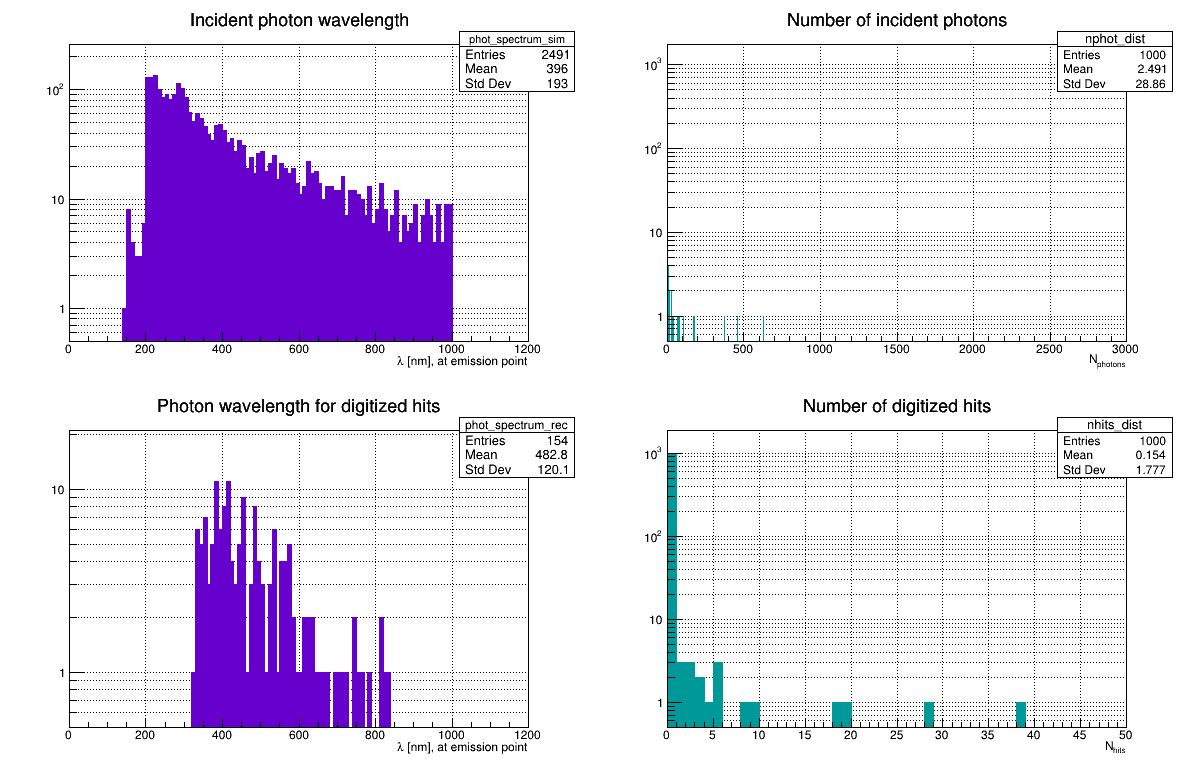 Incident photon wavelength
phot_spectrum_sim
Entries 2491
Mean 396
Std Dev 193
10²
10
1
0 200 400 600 800 1000 1200
λ [nm], at emission point
Number of incident photons
nphot_dist
Entries 1000
Mean 2.491
Std Dev 28.86
10³
10²
10
1
0 500 1000 1500 2000 2500 3000
N_photons
Photon wavelength for digitized hits
phot_spectrum_rec
Entries 154
Mean 482.8
Std Dev 120.1
10
1
0 200 400 600 800 1000 1200
λ [nm], at emission point
Number of digitized hits
nhits_dist
Entries 1000
Mean 0.154
Std Dev 1.777
10³
10²
10
1
0 5 10 15 20 25 30 35 40 45 50
N_hits